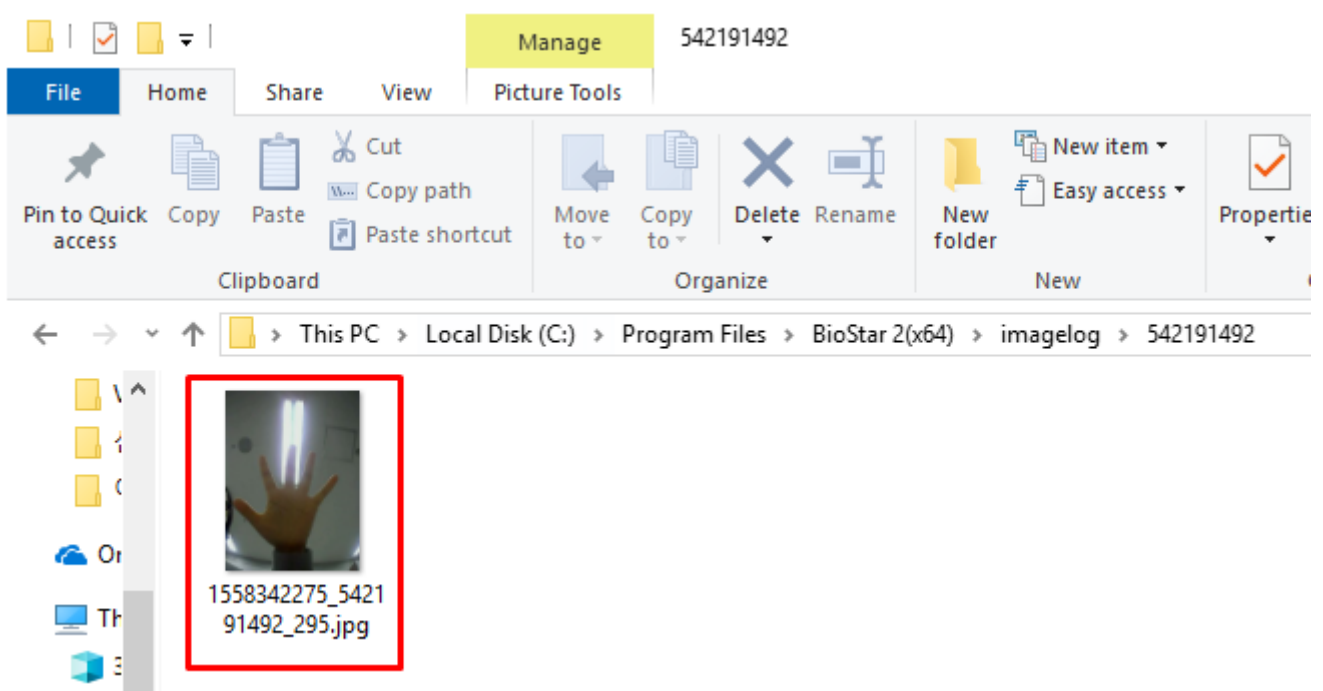 Manage 542191492
File Home Share View Picture Tools
Cut
Copy path
Paste shortcut
Pin to Quick access
Copy
Paste
Move to
Copy to
Delete
Rename
New folder
New item
Easy access
Clipboard
Organize
New
This PC > Local Disk (C:) > Program Files > BioStar 2(x64) > imagelog > 542191492
1558342275_5421
91492_295.jpg